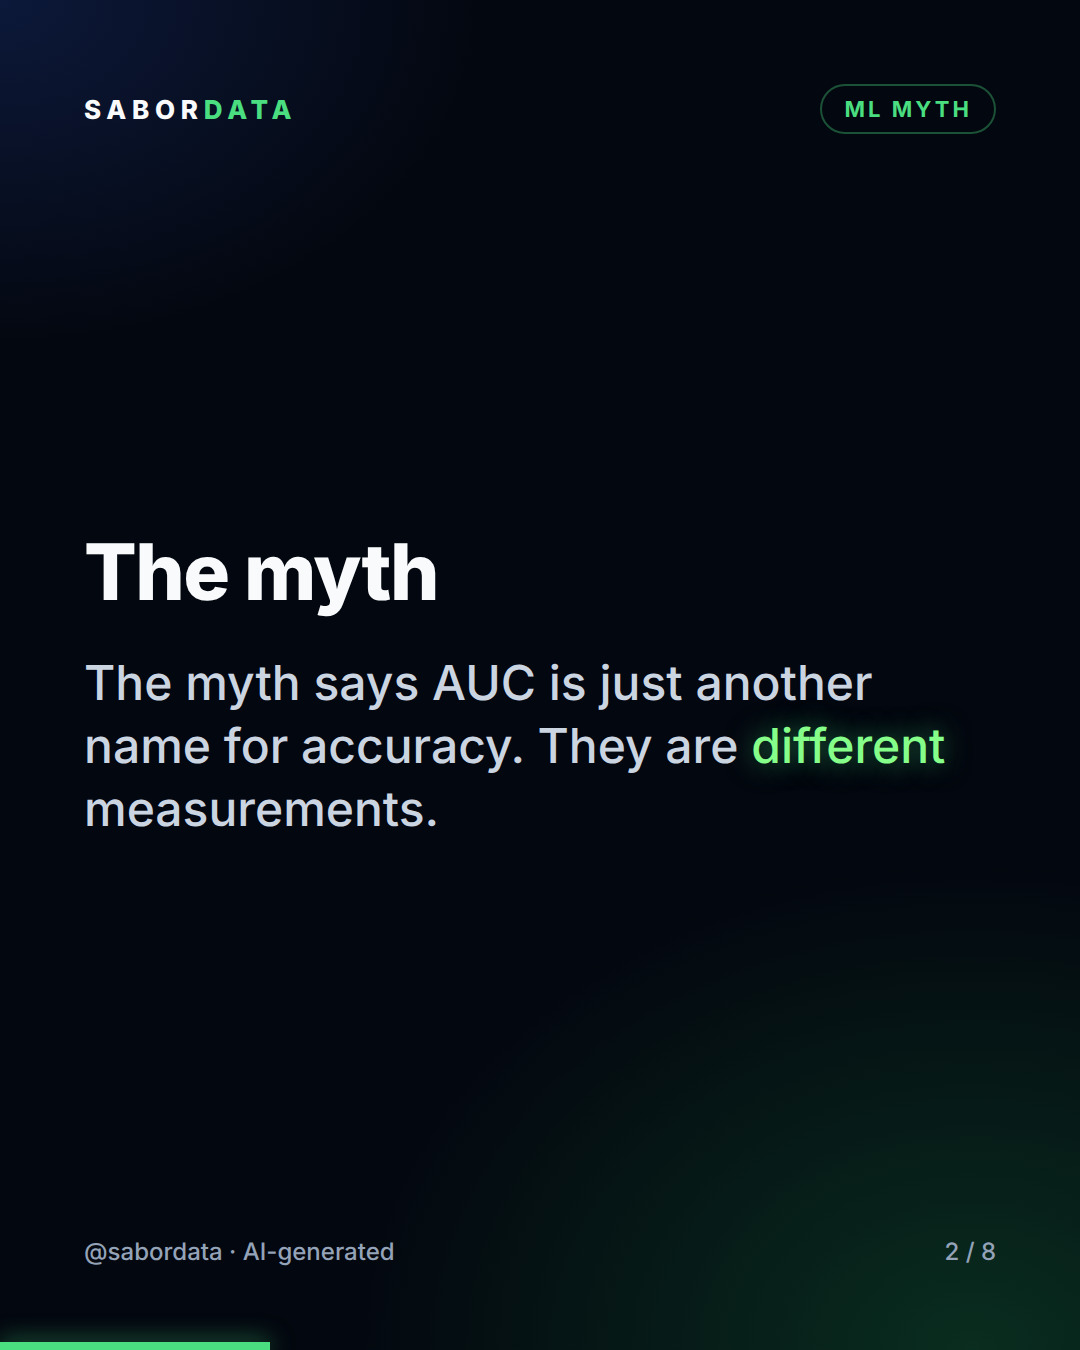 SABORDATA
ML MYTH
The myth
The myth says AUC is just another
name for accuracy. They are different
measurements.
@sabordata · AI-generated
2 / 8